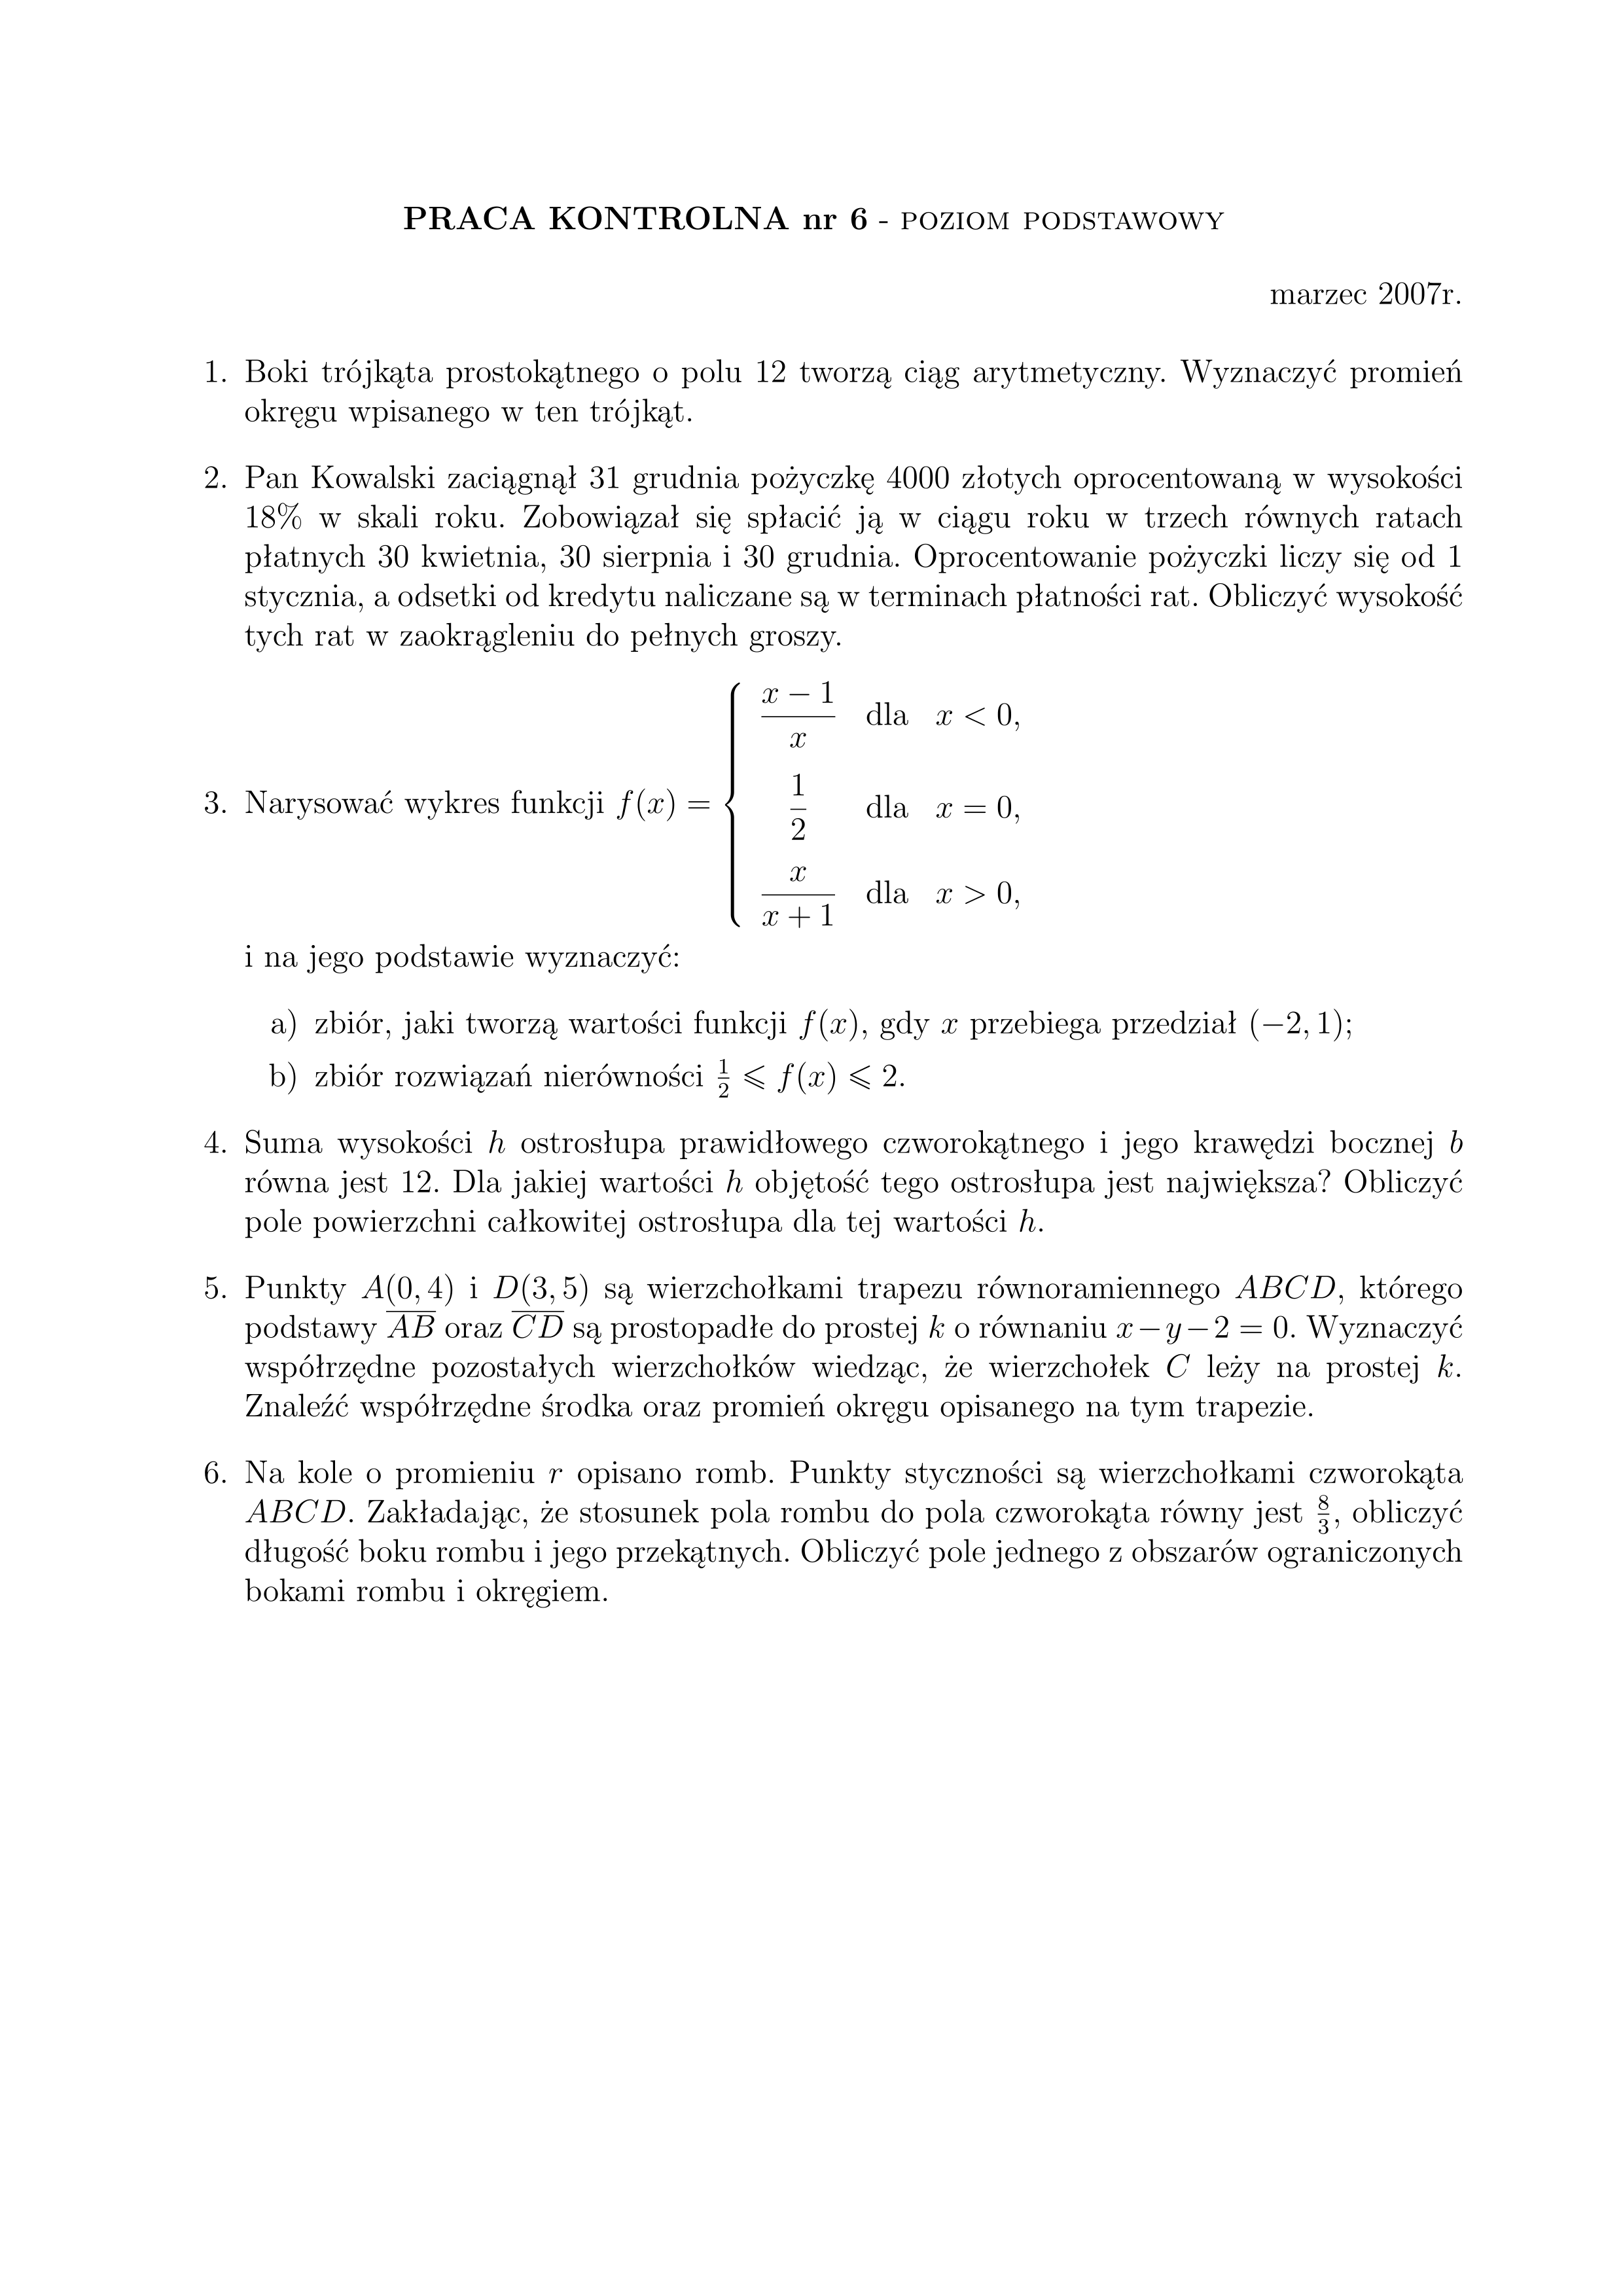 PRACA KONTROLNA nr 6 - POZIOM PODSTAWOWY
marzec 2007r.
1. Boki trójkąta prostokątnego o polu 12 tworzą ciąg arytmetyczny. Wyznaczyć promień
okręgu wpisanego w ten trójkąt.
2. Pan Kowalski zaciągnął 31 grudnia pożyczkę 4000 złotych oprocentowaną w wysokości
18% w skali roku. Zobowiązał się spłacić ją w ciągu roku w trzech równych ratach
płatnych 30 kwietnia, 30 sierpnia i 30 grudnia. Oprocentowanie pożyczki liczy się od 1
stycznia, a odsetki od kredytu naliczane są w terminach płatności rat. Obliczyć wysokość
tych rat w zaokrągleniu do pełnych groszy.
3. Narysować wykres funkcji $f(x) = \begin{cases} \frac{x-1}{x} & \text{dla } x < 0, \\ \frac{1}{2} & \text{dla } x = 0, \\ \frac{x}{x+1} & \text{dla } x > 0, \end{cases}$
i na jego podstawie wyznaczyć:
a) zbiór, jaki tworzą wartości funkcji $f(x)$, gdy $x$ przebiega przedział $(-2, 1)$;
b) zbiór rozwiązań nierówności $\frac{1}{2} \leqslant f(x) \leqslant 2$.
4. Suma wysokości $h$ ostrosłupa prawidłowego czworokątnego i jego krawędzi bocznej $b$
równa jest 12. Dla jakiej wartości $h$ objętość tego ostrosłupa jest największa? Obliczyć
pole powierzchni całkowitej ostrosłupa dla tej wartości $h$.
5. Punkty $A(0, 4)$ i $D(3, 5)$ są wierzchołkami trapezu równoramiennego $ABCD$, którego
podstawy $\overline{AB}$ oraz $\overline{CD}$ są prostopadłe do prostej $k$ o równaniu $x-y-2 = 0$. Wyznaczyć
współrzędne pozostałych wierzchołków wiedząc, że wierzchołek $C$ leży na prostej $k$.
Znaleźć współrzędne środka oraz promień okręgu opisanego na tym trapezie.
6. Na kole o promieniu $r$ opisano romb. Punkty styczności są wierzchołkami czworokąta
$ABCD$. Zakładając, że stosunek pola rombu do pola czworokąta równy jest $\frac{8}{3}$, obliczyć
długość boku rombu i jego przekątnych. Obliczyć pole jednego z obszarów ograniczonych
bokami rombu i okręgiem.